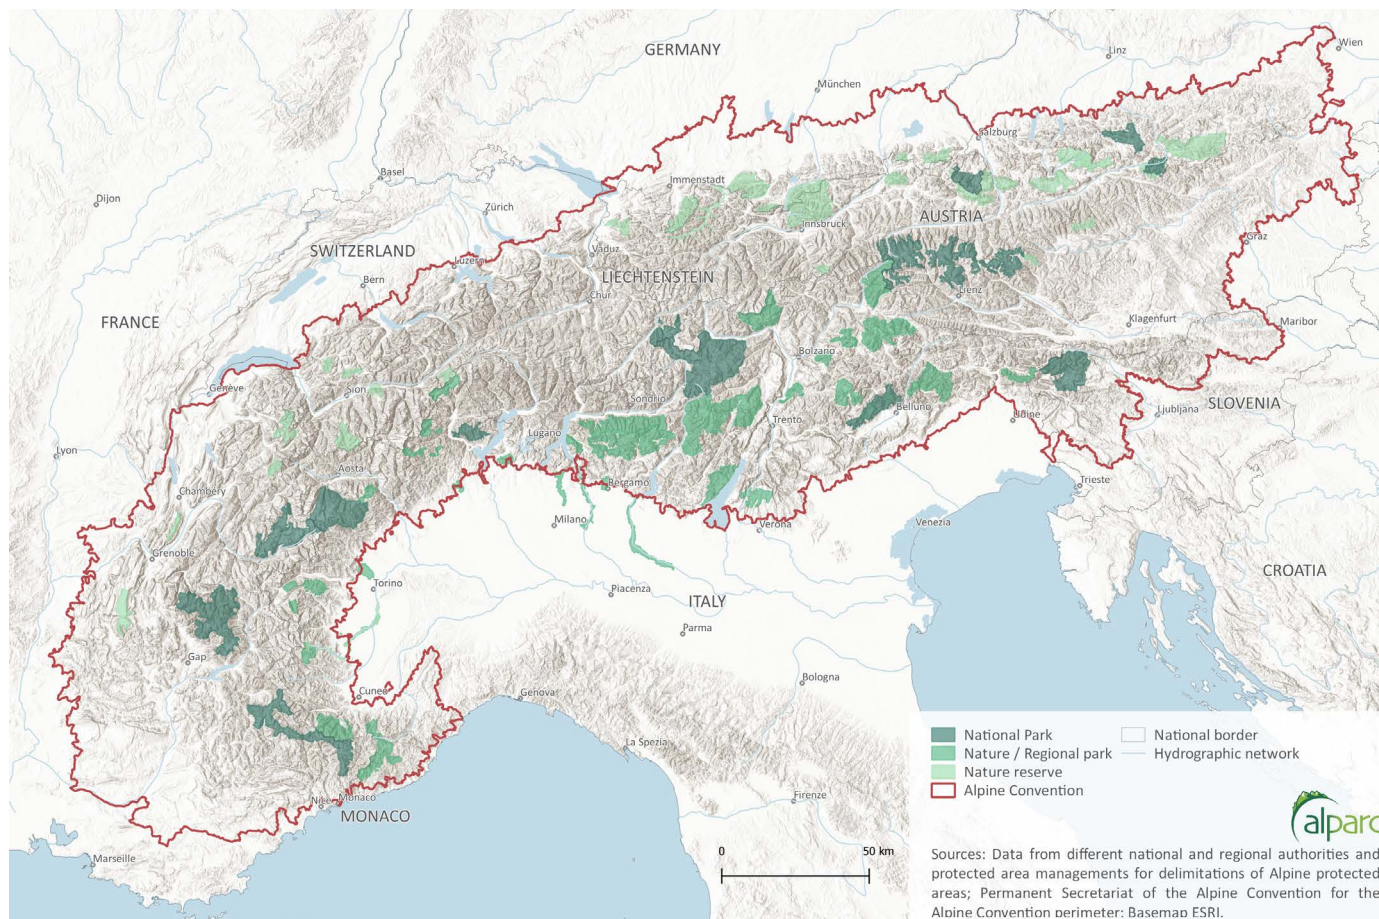 GERMANY
Linz
Wien
München
Salzburg
Basel
Immenstadt
Dijon
Zürich
AUSTRIA
Innsbruck
SWITZERLAND
Vaduz
Graz
Luzern
LIECHTENSTEIN
Bern
Chur
Lienz
FRANCE
Klagenfurt
Maribor
Bolzano
Genève
Sion
Sondrio
Belluno
SLOVENIA
Ljubljana
Udine
Trento
Lugano
Lyon
Aosta
Trieste
Bergamo
Chambéry
Milano
Verona
Venezia
Grenoble
CROATIA
Torino
Piacenza
ITALY
Parma
Gap
Bologna
Cuneo
Genova
La Spezia
Firenze
Nice
Monaco
MONACO
Marseille
0
50 km
National Park
National border
Nature / Regional park
Hydrographic network
Nature reserve
Alpine Convention
alparc
Sources: Data from different national and regional authorities and
protected area managements for delimitations of Alpine protected
areas; Permanent Secretariat of the Alpine Convention for the
Alpine Convention perimeter; Basemap ESRI.